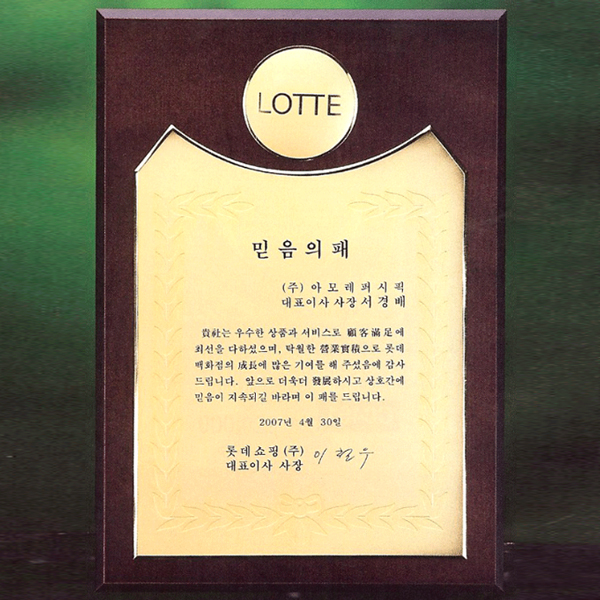 LOTTE
믿음의패
(주) 아모레퍼시픽
대표이사 사장 서경배
貴社는 우수한 상품과 서비스로 顧客滿足에
최선을 다하셨으며, 탁월한 營業實積으로 롯데
백화점의 成長에 많은 기여를 해 주셨음에 감사
드립니다. 앞으로 더욱더 發展하시고 상호간에
믿음이 지속되길 바라며 이 패를 드립니다.
2007년 4월 30일
롯데쇼핑(주)
대표이사 사장